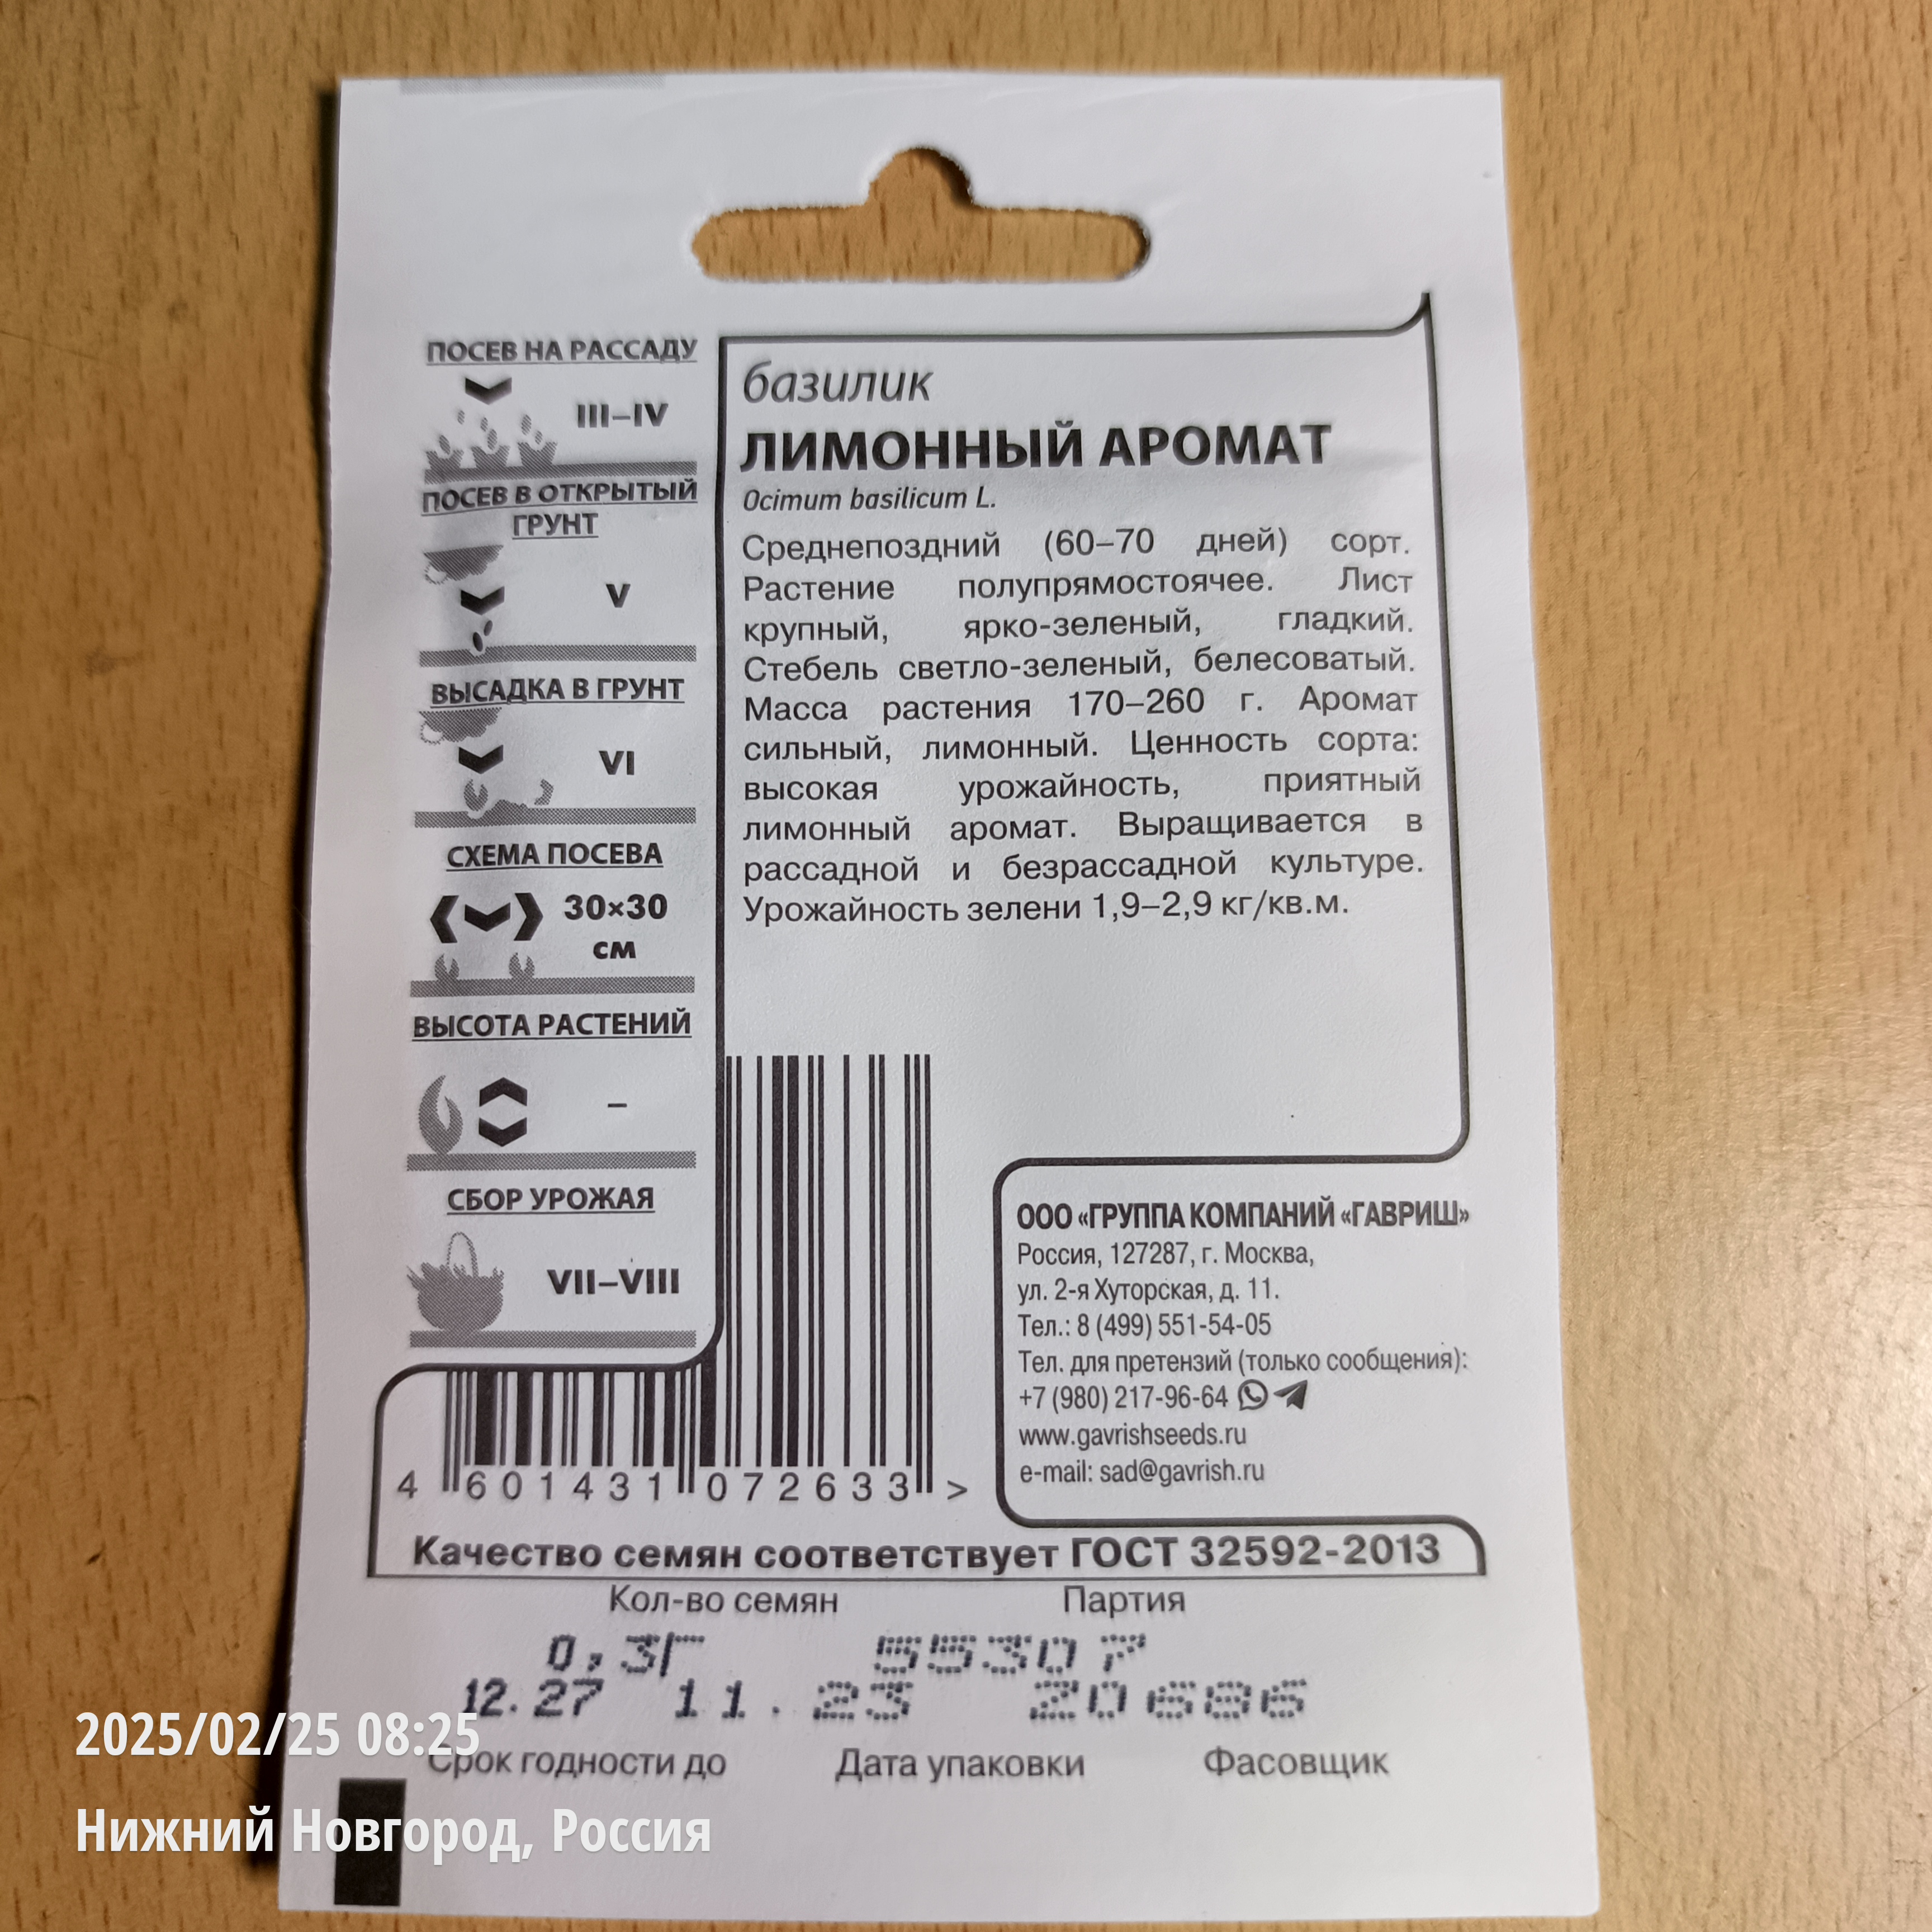 ПОСЕВ НА РАССАДУ
III–IV
ПОСЕВ В ОТКРЫТЫЙ
ГРУНТ
V
ВЫСАДКА В ГРУНТ
VI
СХЕМА ПОСЕВА
30×30
см
ВЫСОТА РАСТЕНИЙ
–
СБОР УРОЖАЯ
VII–VIII
базилик
ЛИМОННЫЙ АРОМАТ
Ocimum basilicum L.
Среднепоздний (60–70 дней) сорт.
Растение полупрямостоячее. Лист
крупный, ярко-зеленый, гладкий.
Стебель светло-зеленый, белесоватый.
Масса растения 170–260 г. Аромат
сильный, лимонный. Ценность сорта:
высокая урожайность, приятный
лимонный аромат. Выращивается в
рассадной и безрассадной культуре.
Урожайность зелени 1,9–2,9 кг/кв.м.
ООО «ГРУППА КОМПАНИЙ «ГАВРИШ»
Россия, 127287, г. Москва,
ул. 2-я Хуторская, д. 11.
Тел.: 8 (499) 551-54-05
Тел. для претензий (только сообщения):
+7 (980) 217-96-64
www.gavrishseeds.ru
e-mail: sad@gavrish.ru
4 601431 072633 >
Качество семян соответствует ГОСТ 32592-2013
Кол-во семян Партия
0,3Г 55307
12.27 11.23 20686
Срок годности до Дата упаковки Фасовщик
2025/02/25 08:25
Нижний Новгород, Россия